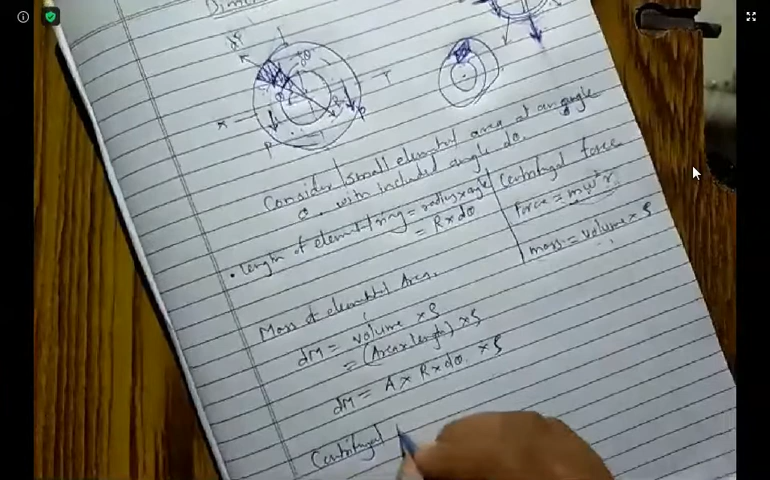 Consider small elemental area at an angle
θ, with included angle dθ.
• length of elemental ring = radius × angle
= R × dθ
Centrifugal force
Force = mω²r
mass = volume × ρ
Mass of elemental Area.
dM = volume × ρ
= (Area × length) × ρ
dM = A × R × dθ × ρ
Centrifugal